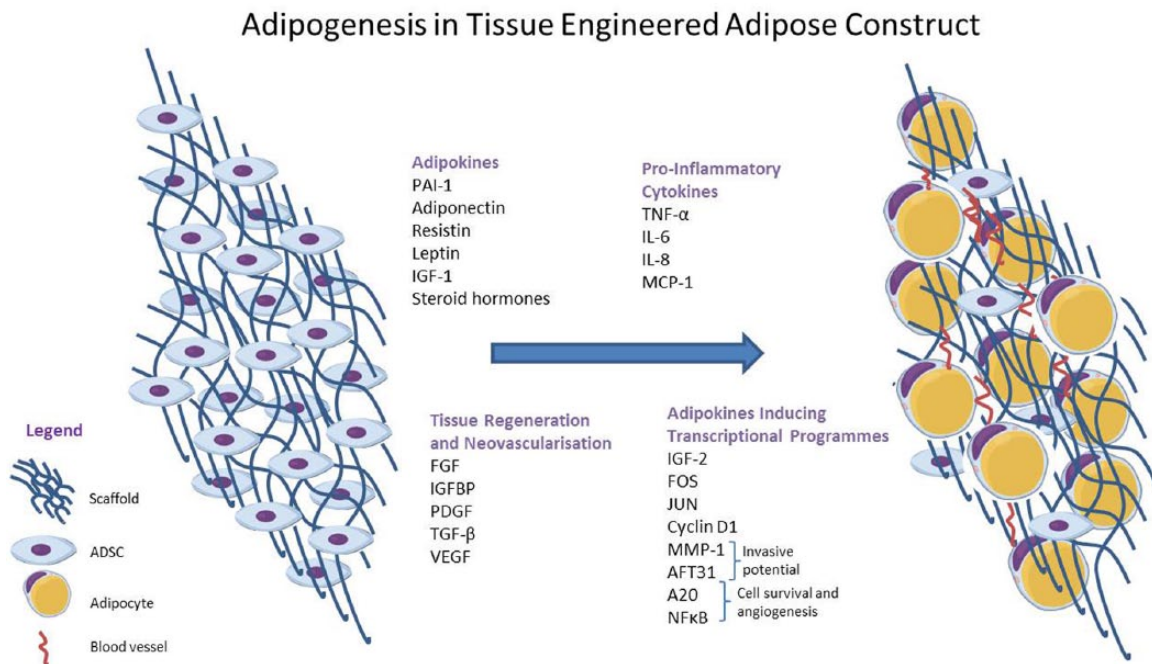 Adipogenesis in Tissue Engineered Adipose Construct
Adipokines
PAI-1
Adiponectin
Resistin
Leptin
IGF-1
Steroid hormones
Pro-Inflammatory
Cytokines
TNF-α
IL-6
IL-8
MCP-1
Tissue Regeneration
and Neovascularisation
FGF
IGFBP
PDGF
TGF-β
VEGF
Adipokines Inducing
Transcriptional Programmes
IGF-2
FOS
JUN
Cyclin D1
MMP-1
AFT31
Invasive
potential
A20
NFκB
Cell survival and
angiogenesis
Legend
Scaffold
ADSC
Adipocyte
Blood vessel